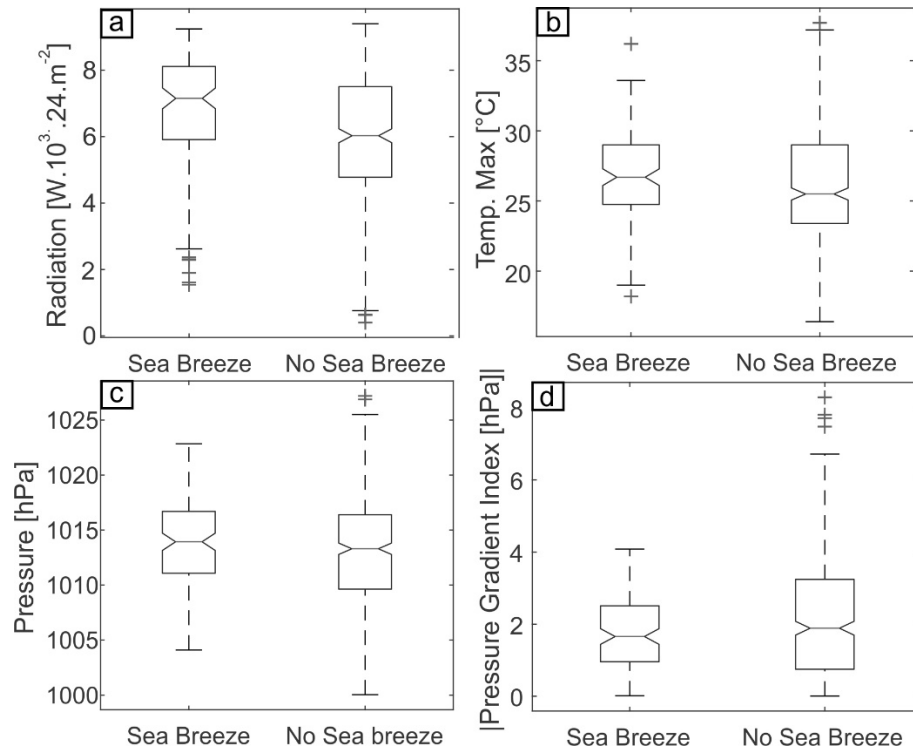 a
Radiation [W.10³.24.m⁻²]
8
6
4
2
0
Sea Breeze
No Sea Breeze
b
Temp. Max [°C]
35
30
25
20
Sea Breeze
No Sea Breeze
c
Pressure [hPa]
1025
1020
1015
1010
1005
1000
Sea Breeze
No Sea breeze
d
|Pressure Gradient Index [hPa]|
8
6
4
2
0
Sea Breeze
No Sea Breeze